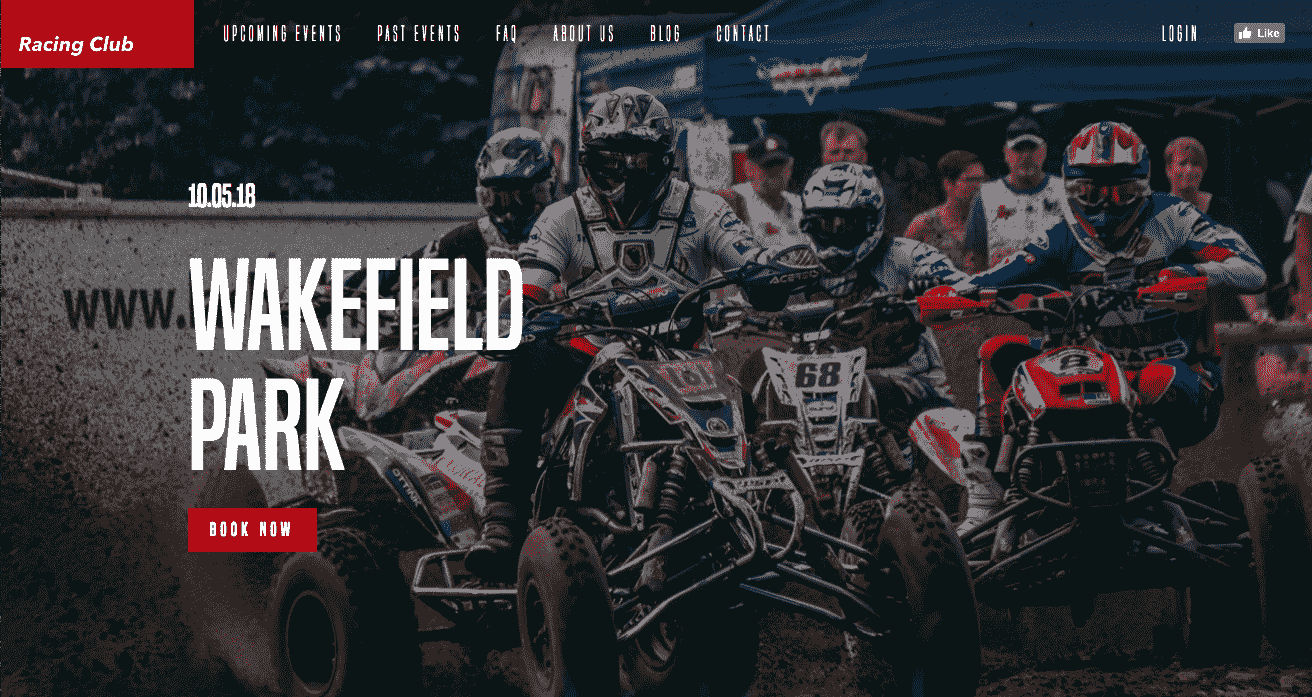 Racing Club
UPCOMING EVENTS
PAST EVENTS
FAQ
ABOUT US
BLOG
CONTACT
LOGIN
Like
10.05.18
WWW.
WAKEFIELD
PARK
BOOK NOW
ACERBIS
68